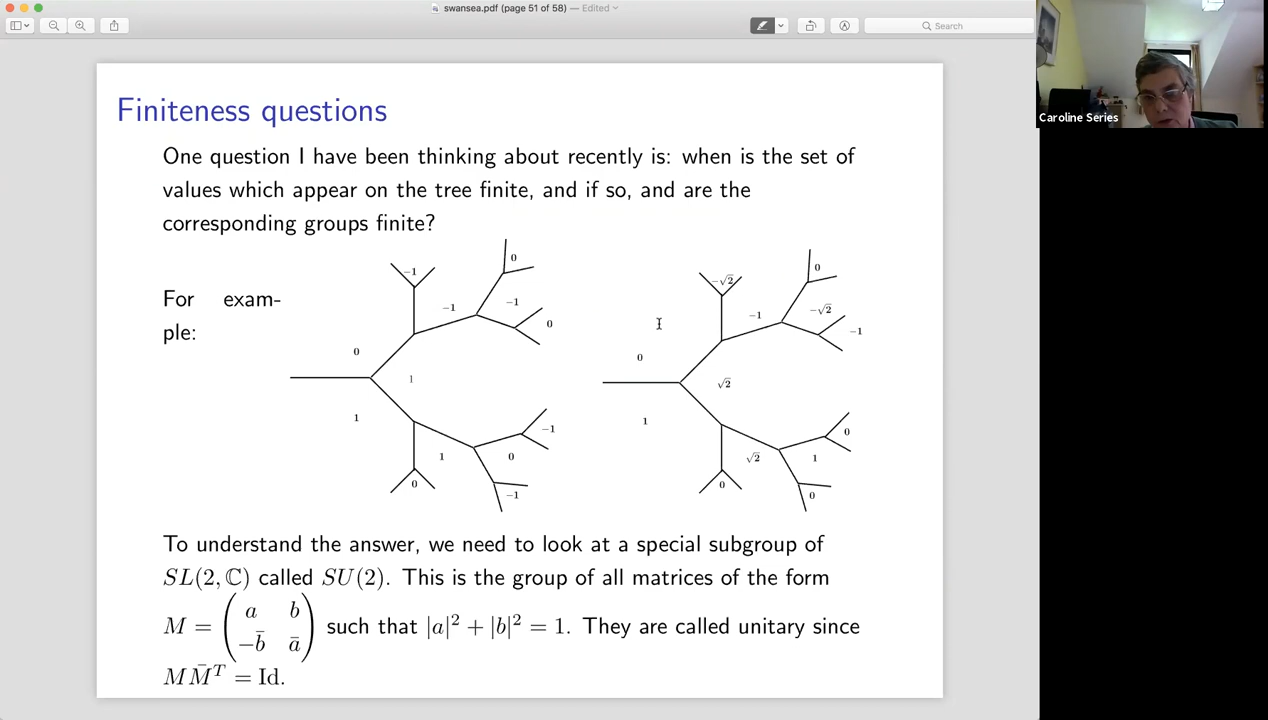 swansea.pdf (page 51 of 58) — Edited
Search
Caroline Series
Finiteness questions
One question I have been thinking about recently is: when is the set of
values which appear on the tree finite, and if so, and are the
corresponding groups finite?
For exam-
ple:
−1
0
−1
−1
0
0
1
1
1
0
−1
0
−1
−√2
0
−1
−√2
−1
0
√2
1
√2
0
0
1
0
To understand the answer, we need to look at a special subgroup of
SL(2, ℂ) called SU(2). This is the group of all matrices of the form
M = ( a b
−b̄ ā ) such that |a|² + |b|² = 1. They are called unitary since
MM̄ᵀ = Id.